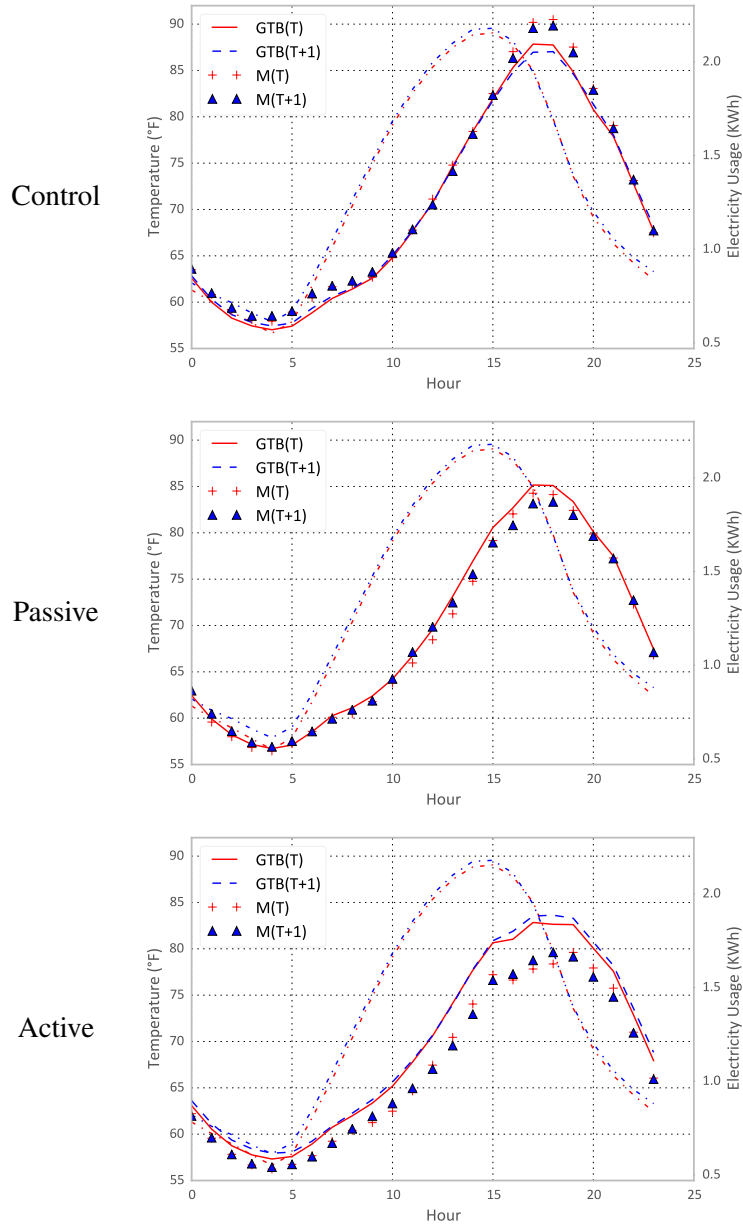 Control
90
85
80
75
70
65
60
55
Temperature (°F)
GTB(T)
GTB(T+1)
M(T)
M(T+1)
2.0
1.5
1.0
0.5
Electricity Usage (KWh)
0 5 10 15 20 25
Hour
Passive
90
85
80
75
70
65
60
55
Temperature (°F)
GTB(T)
GTB(T+1)
M(T)
M(T+1)
2.0
1.5
1.0
0.5
Electricity Usage (KWh)
0 5 10 15 20 25
Hour
Active
90
85
80
75
70
65
60
55
Temperature (°F)
GTB(T)
GTB(T+1)
M(T)
M(T+1)
2.0
1.5
1.0
0.5
Electricity Usage (KWh)
0 5 10 15 20 25
Hour